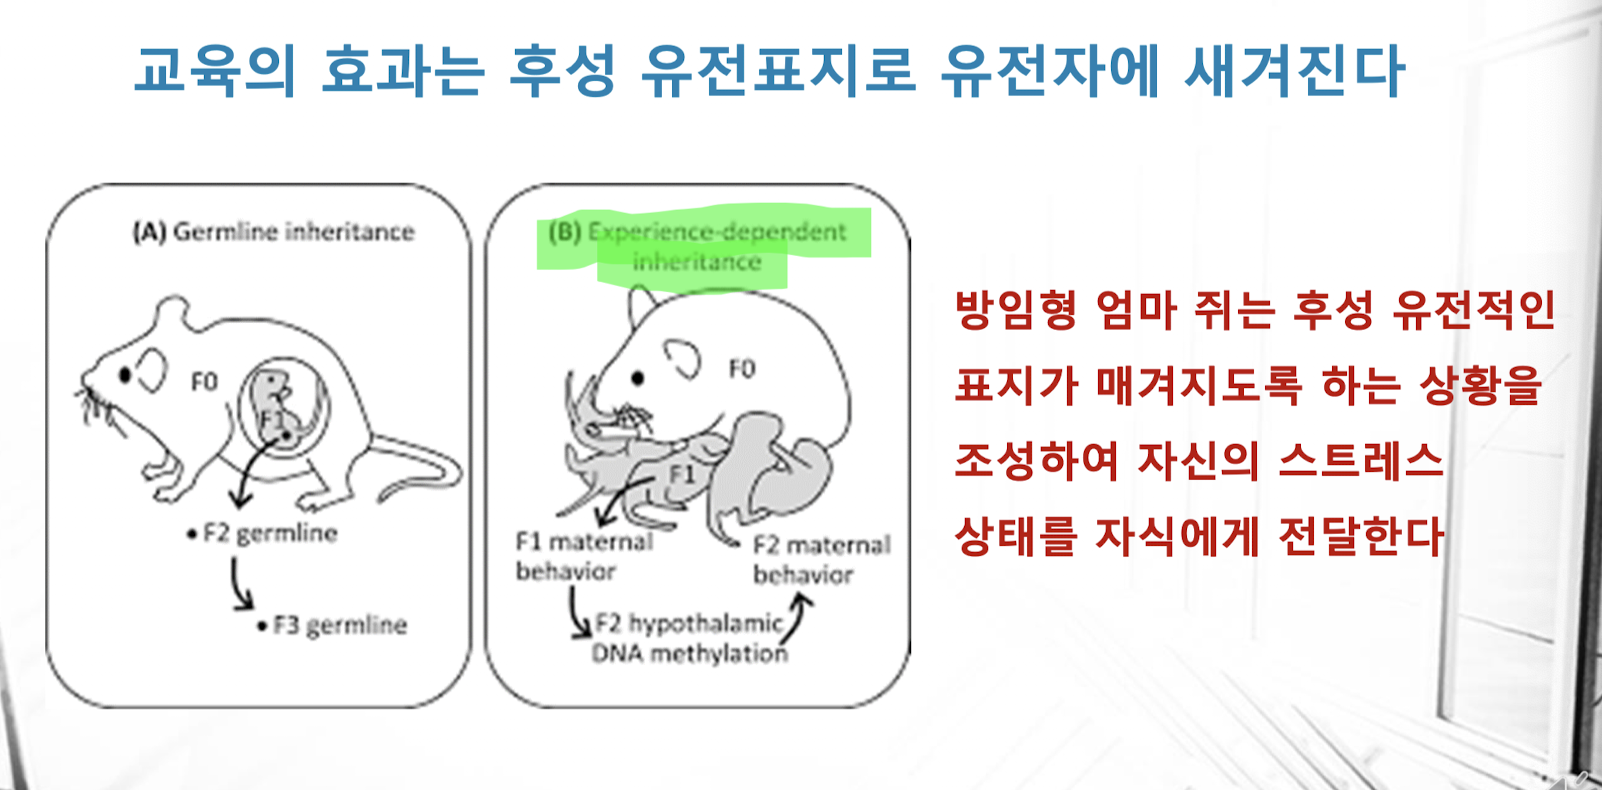 교육의 효과는 후성 유전표지로 유전자에 새겨진다
(A) Germline inheritance
F0
F1
• F2 germline
• F3 germline
(B) Experience-dependent
inheritance
F0
F1
F1 maternal
behavior
F2 maternal
behavior
F2 hypothalamic
DNA methylation
방임형 엄마 쥐는 후성 유전적인
표지가 매겨지도록 하는 상황을
조성하여 자신의 스트레스
상태를 자식에게 전달한다